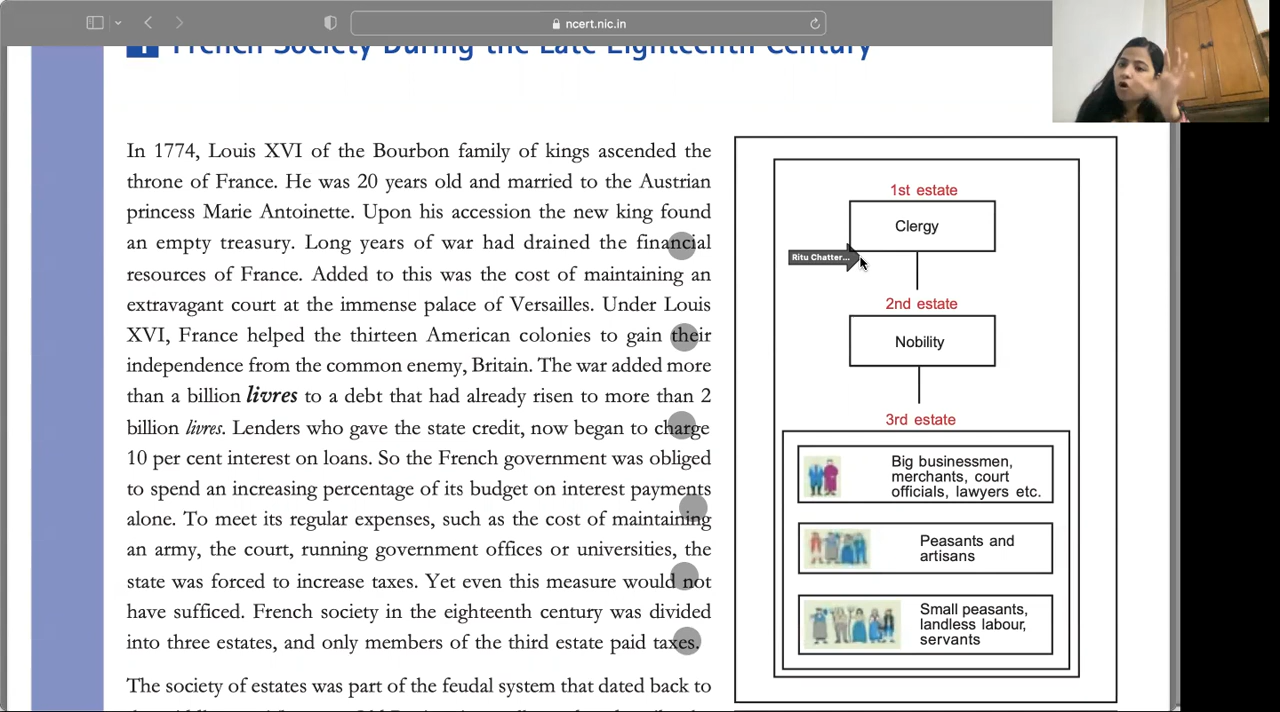 ncert.nic.in
1 French Society During the Late Eighteenth Century
In 1774, Louis XVI of the Bourbon family of kings ascended the
throne of France. He was 20 years old and married to the Austrian
princess Marie Antoinette. Upon his accession the new king found
an empty treasury. Long years of war had drained the financial
resources of France. Added to this was the cost of maintaining an
extravagant court at the immense palace of Versailles. Under Louis
XVI, France helped the thirteen American colonies to gain their
independence from the common enemy, Britain. The war added more
than a billion livres to a debt that had already risen to more than 2
billion livres. Lenders who gave the state credit, now began to charge
10 per cent interest on loans. So the French government was obliged
to spend an increasing percentage of its budget on interest payments
alone. To meet its regular expenses, such as the cost of maintaining
an army, the court, running government offices or universities, the
state was forced to increase taxes. Yet even this measure would not
have sufficed. French society in the eighteenth century was divided
into three estates, and only members of the third estate paid taxes.
The society of estates was part of the feudal system that dated back to
1st estate
Clergy
Ritu Chatter...
2nd estate
Nobility
3rd estate
Big businessmen,
merchants, court
officials, lawyers etc.
Peasants and
artisans
Small peasants,
landless labour,
servants